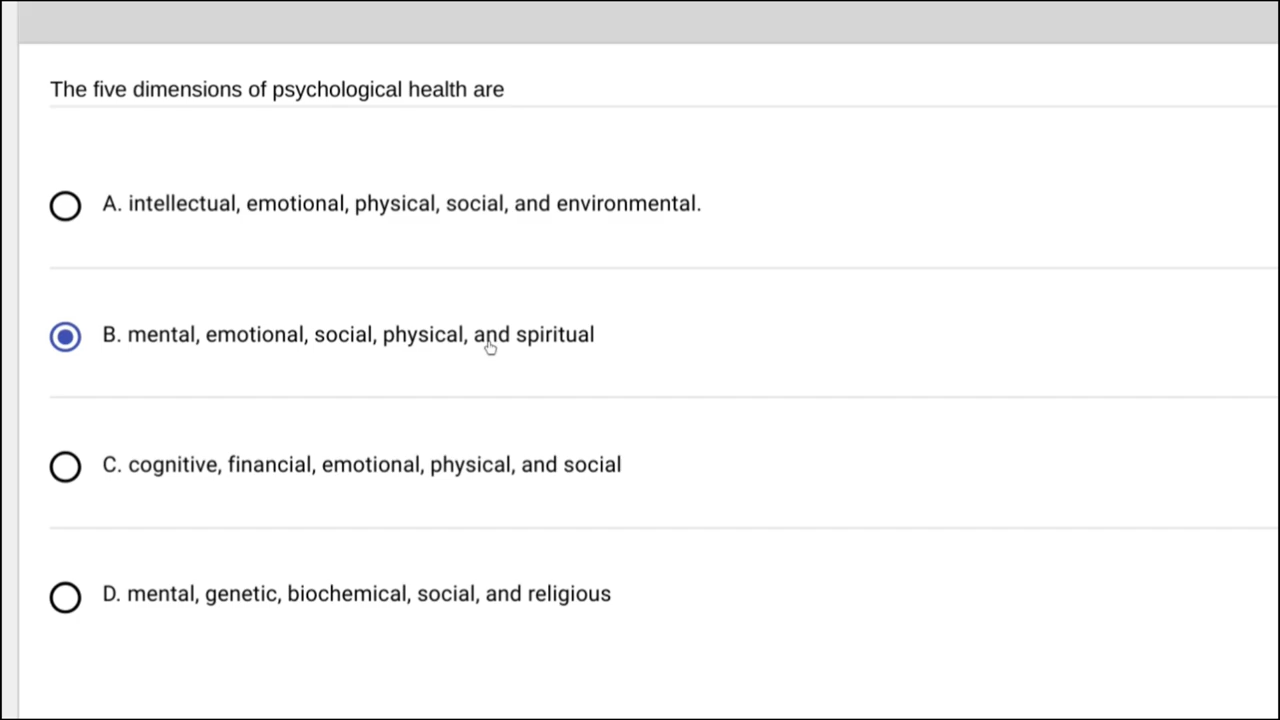 The five dimensions of psychological health are
A. intellectual, emotional, physical, social, and environmental.
B. mental, emotional, social, physical, and spiritual
C. cognitive, financial, emotional, physical, and social
D. mental, genetic, biochemical, social, and religious